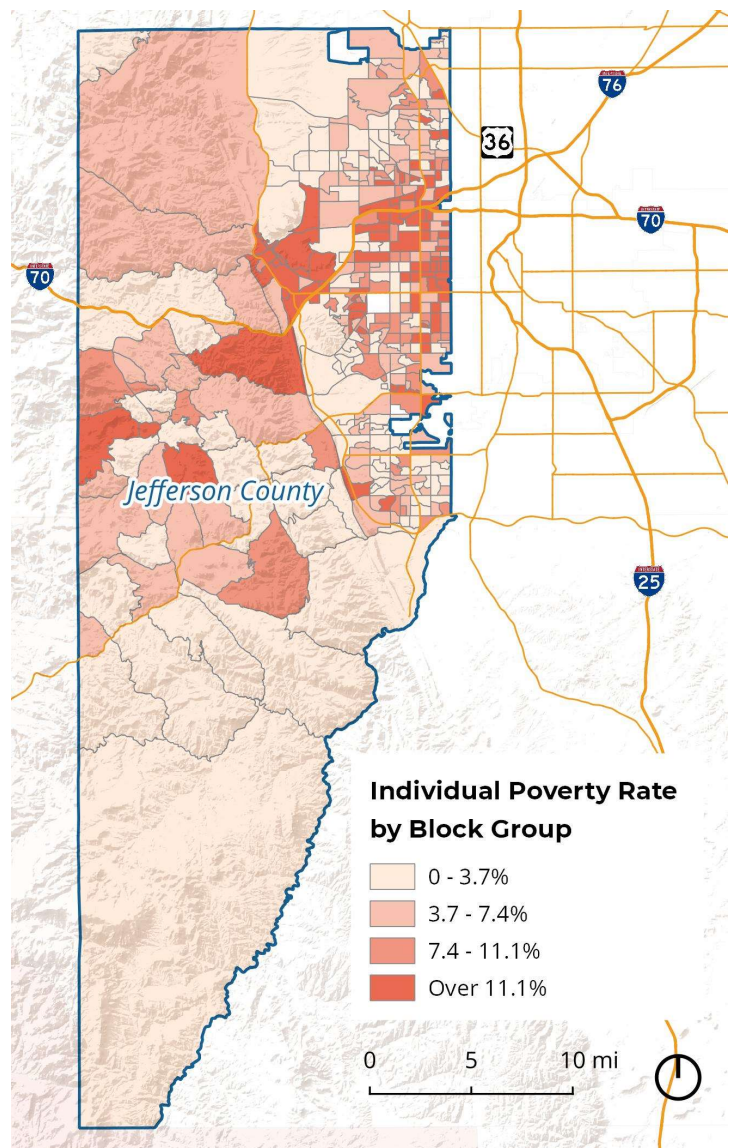 76
36
70
70
Jefferson County
25
Individual Poverty Rate
by Block Group
0 - 3.7%
3.7 - 7.4%
7.4 - 11.1%
Over 11.1%
0 5 10 mi